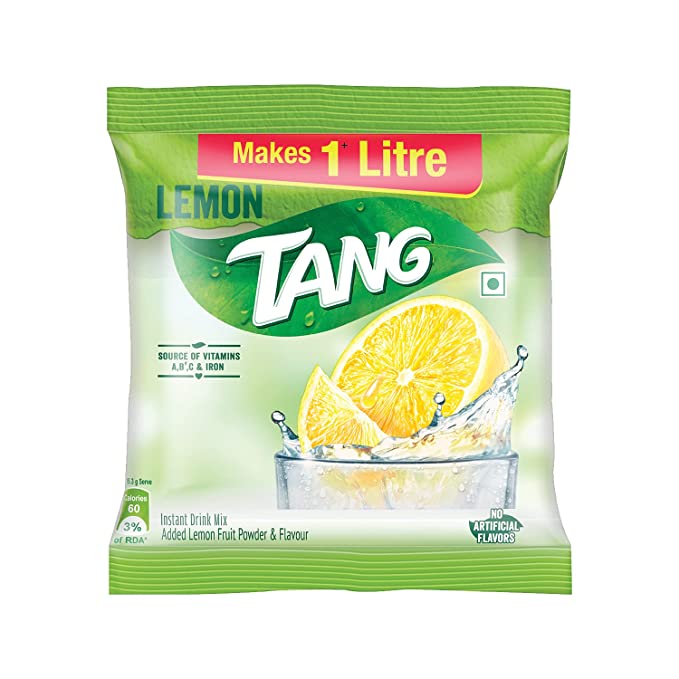 Makes 1+ Litre
LEMON
TANG
SOURCE OF VITAMINS
A,B*,C & IRON
Serve
Calories
60
3%
of RDA*
Instant Drink Mix
Added Lemon Fruit Powder & Flavour
NO
ARTIFICIAL
FLAVORS